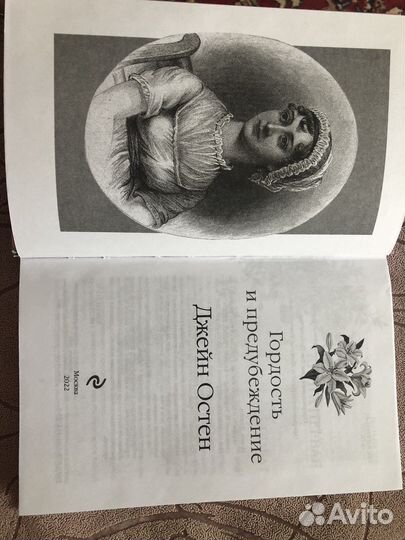 Гордость
и предубеждение
Джейн Остен
Москва
2022
Avito